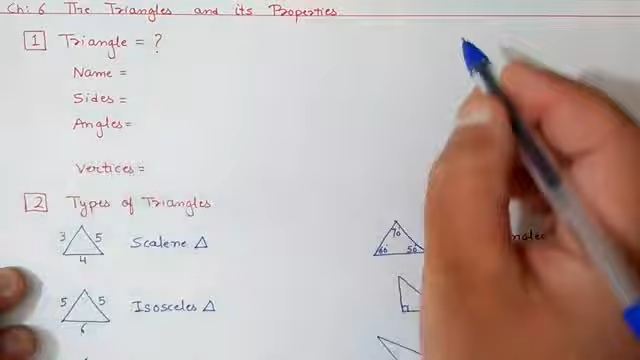 Ch: 6 The Triangles and its Properties
1 Triangle = ?
Name =
Sides =
Angles =
Vertices =
2 Types of Triangles
3 5
4
Scalene Δ
70
60 50
5 5
6
Isosceles Δ